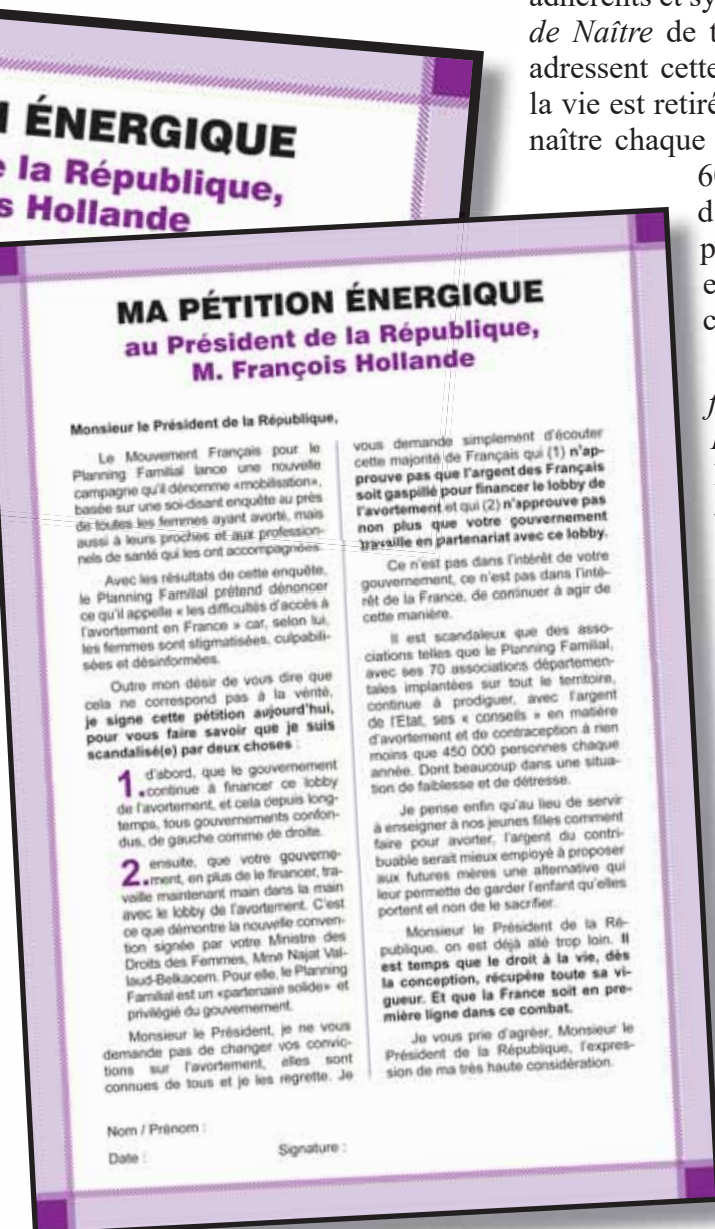 adhérents et sy
de Naître de t
adressent cette
la vie est retiré
naître chaque
60
d
p
e
c
f
ÉNERGIQUE
la République,
s Hollande
MA PÉTITION ÉNERGIQUE
au Président de la République,
M. François Hollande
Monsieur le Président de la République,
Le Mouvement Français pour le
Planning Familial lance une nouvelle
campagne qu'il dénomme «mobilisation»,
basée sur une soi-disant enquête au près
de toutes les femmes ayant avorté, mais
aussi à leurs proches et aux profession-
nels de santé qui les ont accompagnées.
Avec les résultats de cette enquête,
le Planning Familial prétend dénoncer
ce qu'il appelle « les difficultés d'accès à
l'avortement en France » car, selon lui,
les femmes sont stigmatisées, culpabili-
sées et désinformées.
Outre mon désir de vous dire que
cela ne correspond pas à la vérité,
je signe cette pétition aujourd'hui,
pour vous faire savoir que je suis
scandalisé(e) par deux choses :
1. d'abord, que le gouvernement
continue à financer ce lobby
de l'avortement, et cela depuis long-
temps, tous gouvernements confon-
dus, de gauche comme de droite.
2. ensuite, que votre gouverne-
ment, en plus de le financer, tra-
vaille maintenant main dans la main
avec le lobby de l'avortement. C'est
ce que démontre la nouvelle conven-
tion signée par votre Ministre des
Droits des Femmes, Mme Najat Val-
laud-Belkacem. Pour elle, le Planning
Familial est un «partenaire solide» et
privilégié du gouvernement.
Monsieur le Président, je ne vous
demande pas de changer vos convic-
tions sur l'avortement, elles sont
connues de tous et je les regrette. Je
vous demande simplement d'écouter
cette majorité de Français qui (1) n'ap-
prouve pas que l'argent des Français
soit gaspillé pour financer le lobby de
l'avortement et qui (2) n'approuve pas
non plus que votre gouvernement
travaille en partenariat avec ce lobby.
Ce n'est pas dans l'intérêt de votre
gouvernement, ce n'est pas dans l'inté-
rêt de la France, de continuer à agir de
cette manière.
Il est scandaleux que des asso-
ciations telles que le Planning Familial,
avec ses 70 associations départemen-
tales implantées sur tout le territoire,
continue à prodiguer, avec l'argent
de l'Etat, ses « conseils » en matière
d'avortement et de contraception à rien
moins que 450 000 personnes chaque
année. Dont beaucoup dans une situa-
tion de faiblesse et de détresse.
Je pense enfin qu'au lieu de servir
à enseigner à nos jeunes filles comment
faire pour avorter, l'argent du contri-
buable serait mieux employé à proposer
aux futures mères une alternative qui
leur permette de garder l'enfant qu'elles
portent et non de le sacrifier.
Monsieur le Président de la Ré-
publique, on est déjà allé trop loin. Il
est temps que le droit à la vie, dès
la conception, récupère toute sa vi-
gueur. Et que la France soit en pre-
mière ligne dans ce combat.
Je vous prie d'agréer, Monsieur le
Président de la République, l'expres-
sion de ma très haute considération.
Nom / Prénom :
Date :
Signature :